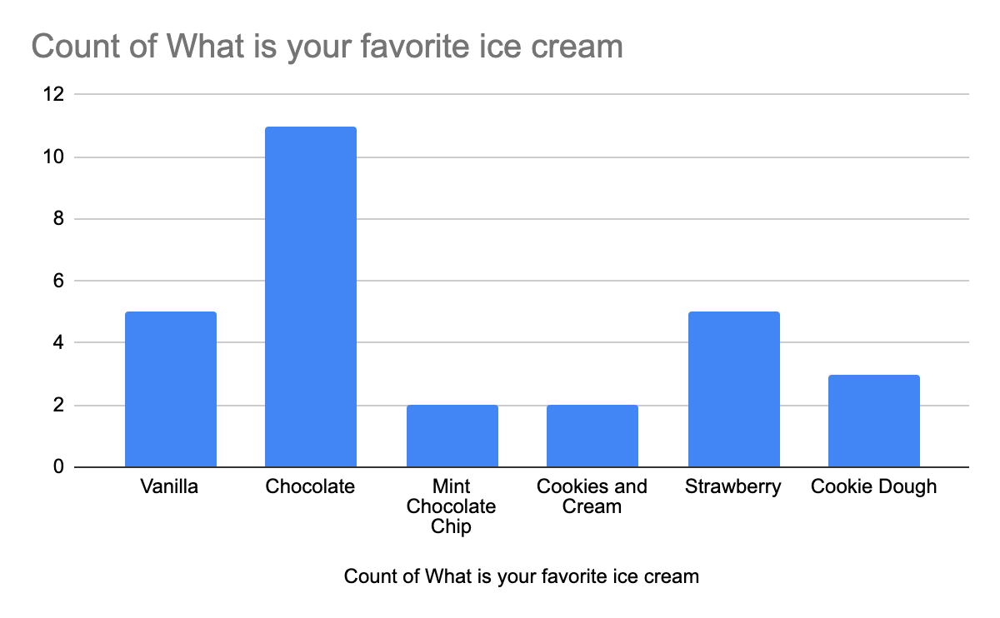 Count of What is your favorite ice cream
12
10
8
6
4
2
0
Vanilla
Chocolate
Mint
Chocolate
Chip
Cookies and
Cream
Strawberry
Cookie Dough
Count of What is your favorite ice cream